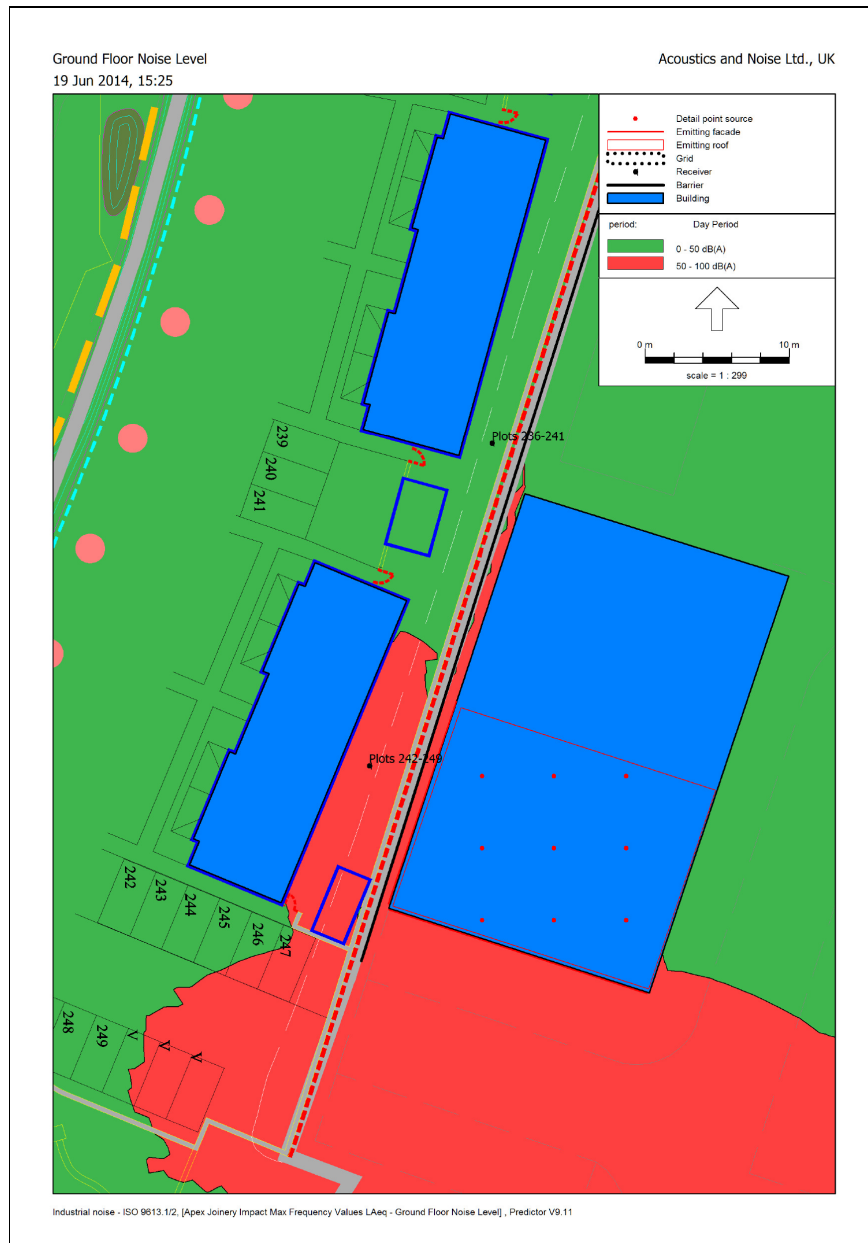 Ground Floor Noise Level
Acoustics and Noise Ltd., UK
19 Jun 2014, 15:25
Detail point source
Emitting facade
Emitting roof
Grid
Receiver
Barrier
Building
period: Day Period
0 - 50 dB(A)
50 - 100 dB(A)
0 m 10 m
scale = 1 : 299
239
240
241
Plots 236-241
Plots 242-249
242
243
244
245
246
247
248
249
V
V
V
Industrial noise - ISO 9613.1/2, [Apex Joinery Impact Max Frequency Values LAeq - Ground Floor Noise Level] , Predictor V9.11